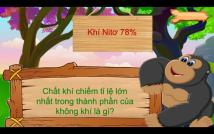 Khí Nitơ 78%
Chất khí chiếm tỉ lệ lớn
nhất trong thành phần của
không khí là gì?